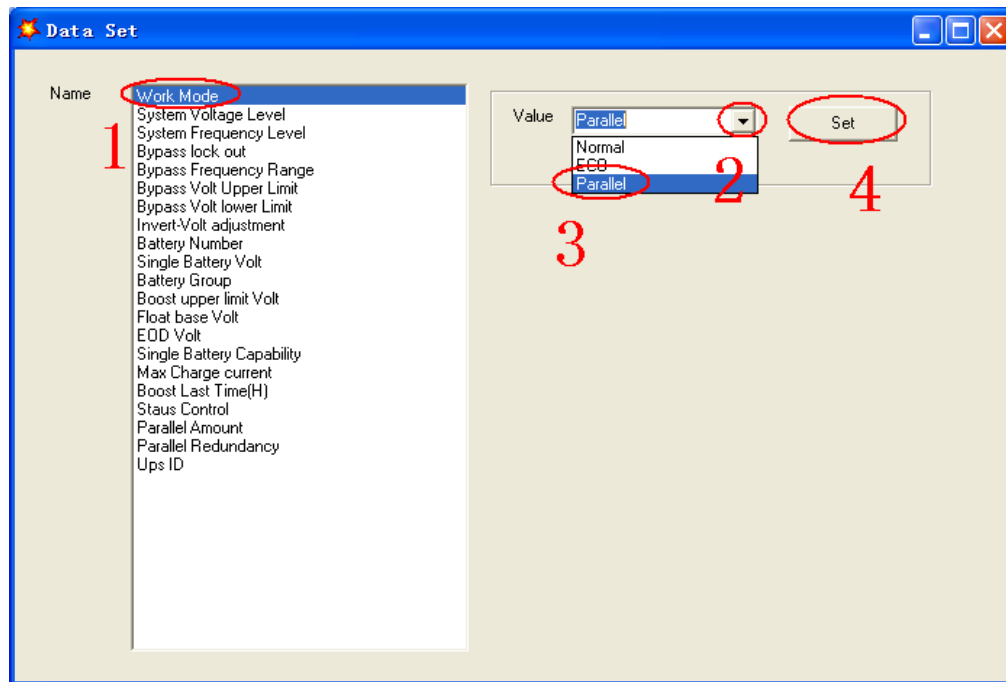 Data Set
Name
Work Mode
System Voltage Level
System Frequency Level
Bypass lock out
Bypass Frequency Range
Bypass Volt Upper Limit
Bypass Volt lower Limit
Invert-Volt adjustment
Battery Number
Single Battery Volt
Battery Group
Boost upper limit Volt
Float base Volt
EOD Volt
Single Battery Capability
Max Charge current
Boost Last Time(H)
Staus Control
Parallel Amount
Parallel Redundancy
Ups ID
1
Value
Parallel
Set
Normal
ECO
Parallel
2
3
4